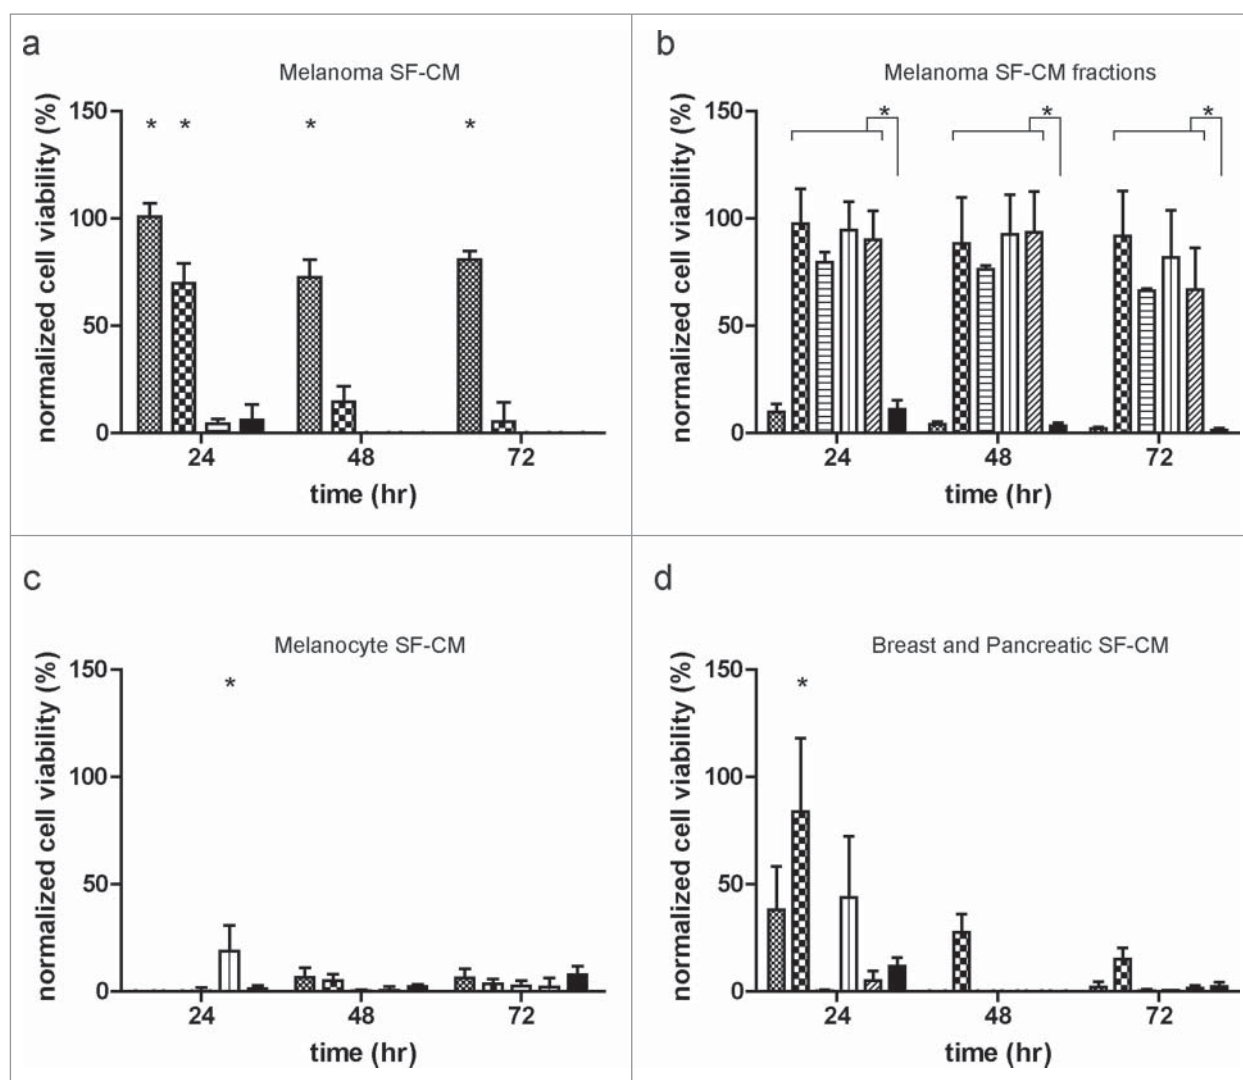 a
Melanoma SF-CM
normalized cell viability (%)
150
100
50
0
* * * *
24 48 72
time (hr)
b
Melanoma SF-CM fractions
normalized cell viability (%)
150
100
50
0
* * *
24 48 72
time (hr)
c
Melanocyte SF-CM
normalized cell viability (%)
150
100
50
0
*
24 48 72
time (hr)
d
Breast and Pancreatic SF-CM
normalized cell viability (%)
150
100
50
0
*
24 48 72
time (hr)